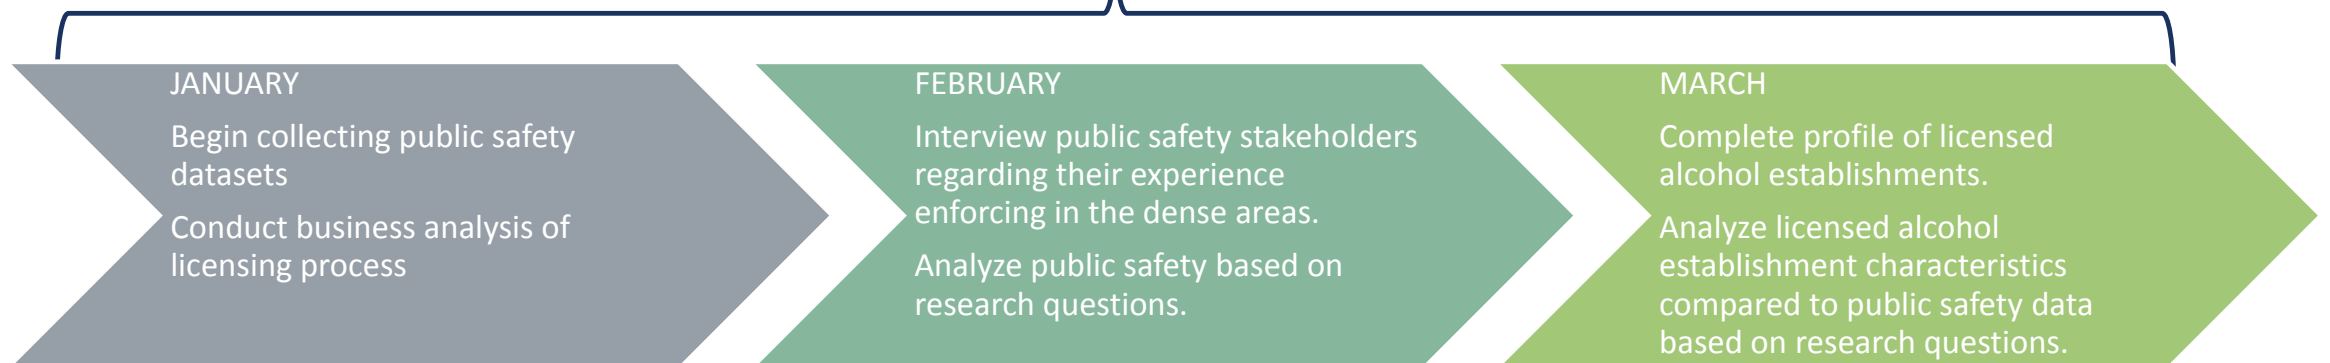 JANUARY
Begin collecting public safety
datasets
Conduct business analysis of
licensing process
FEBRUARY
Interview public safety stakeholders
regarding their experience
enforcing in the dense areas.
Analyze public safety based on
research questions.
MARCH
Complete profile of licensed
alcohol establishments.
Analyze licensed alcohol
establishment characteristics
compared to public safety data
based on research questions.